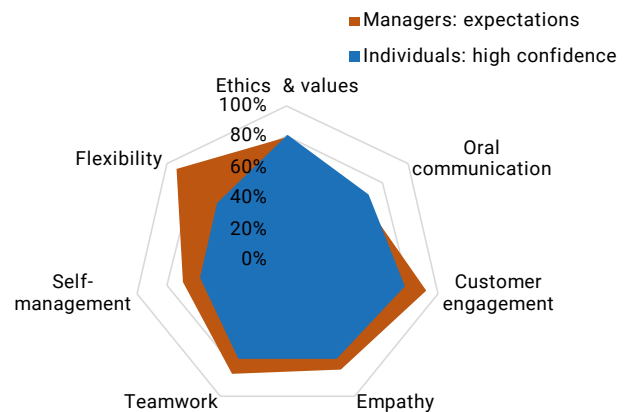 Managers: expectations
Individuals: high confidence
Ethics & values
100%
80%
60%
40%
20%
0%
Oral
communication
Customer
engagement
Empathy
Teamwork
Self-
management
Flexibility